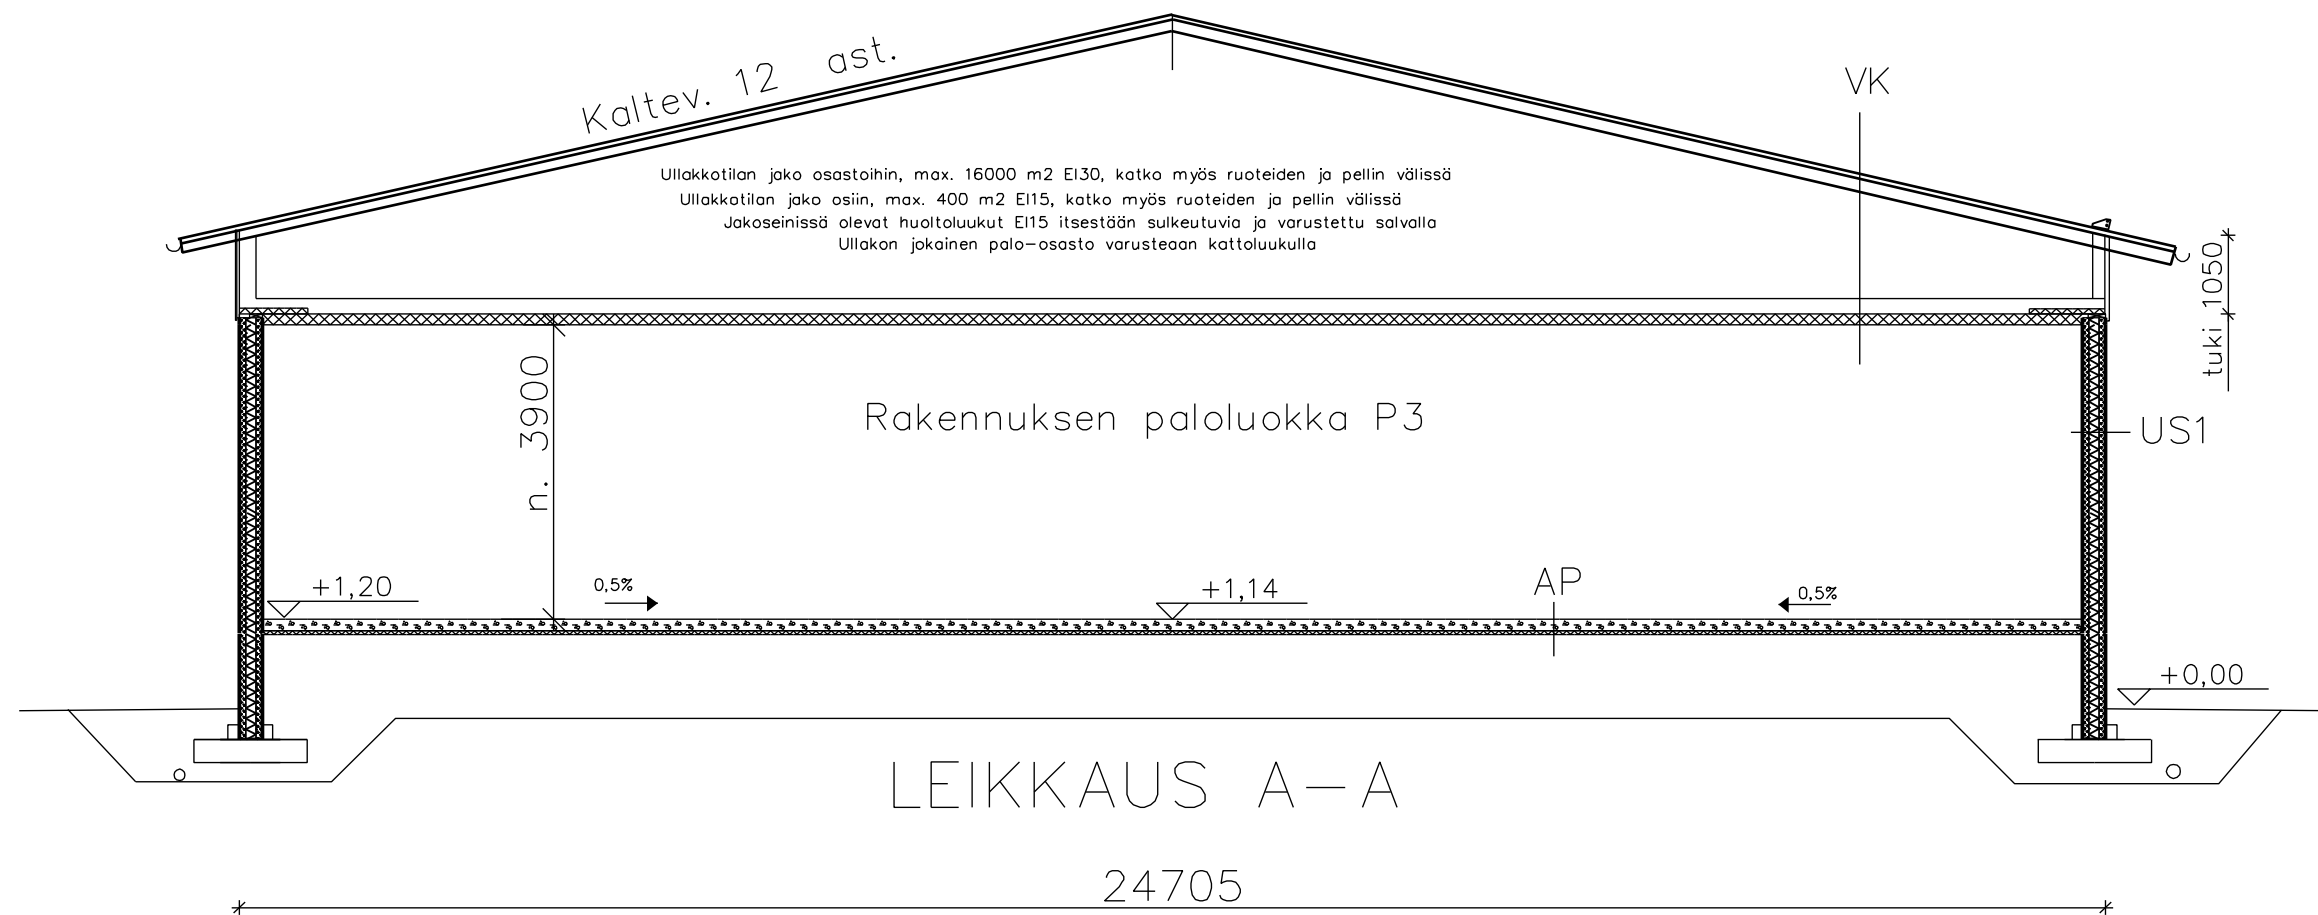 Kaltev. 12 ast.
VK
Ullakkotilan jako osastoihin, max. 16000 m2 EI30, katko myös ruoteiden ja pellin välissä
Ullakkotilan jako osiin, max. 400 m2 EI15, katko myös ruoteiden ja pellin välissä
Jakoseinissä olevat huoltoluukut EI15 itsestään sulkeutuvia ja varustettu salvalla
Ullakon jokainen palo-osasto varusteaan kattoluukulla
tuki 1050
n. 3900
Rakennuksen paloluokka P3
US1
+1,20
0,5%
+1,14
AP
0,5%
+0,00
LEIKKAUS A-A
24705